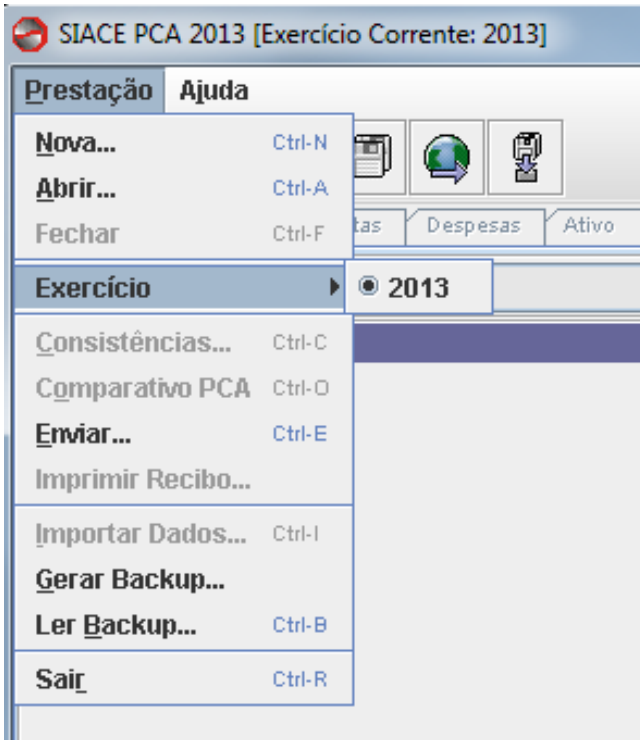 SIACE PCA 2013 [Exercício Corrente: 2013]
Prestação Ajuda
Nova... Ctrl-N
Abrir... Ctrl-A
Fechar Ctrl-F
tas Despesas Ativo
Exercício 2013
Consistências... Ctrl-C
Comparativo PCA Ctrl-O
Enviar... Ctrl-E
Imprimir Recibo...
Importar Dados... Ctrl-I
Gerar Backup...
Ler Backup... Ctrl-B
Sair Ctrl-R